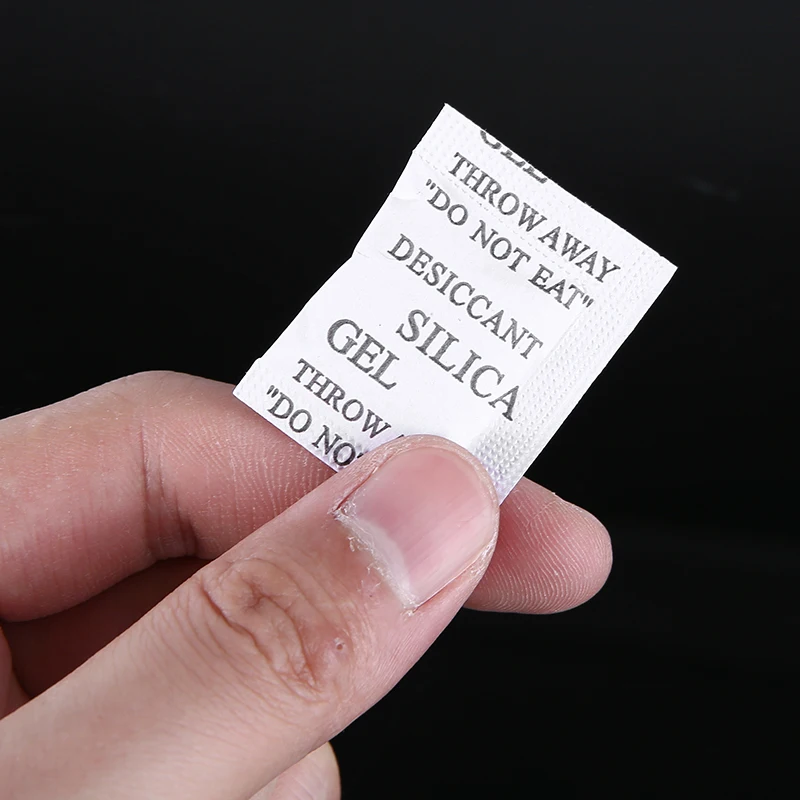 GEL
THROW AWAY
"DO NOT EAT"
DESICCANT
SILICA
GEL
THROW
"DO NO